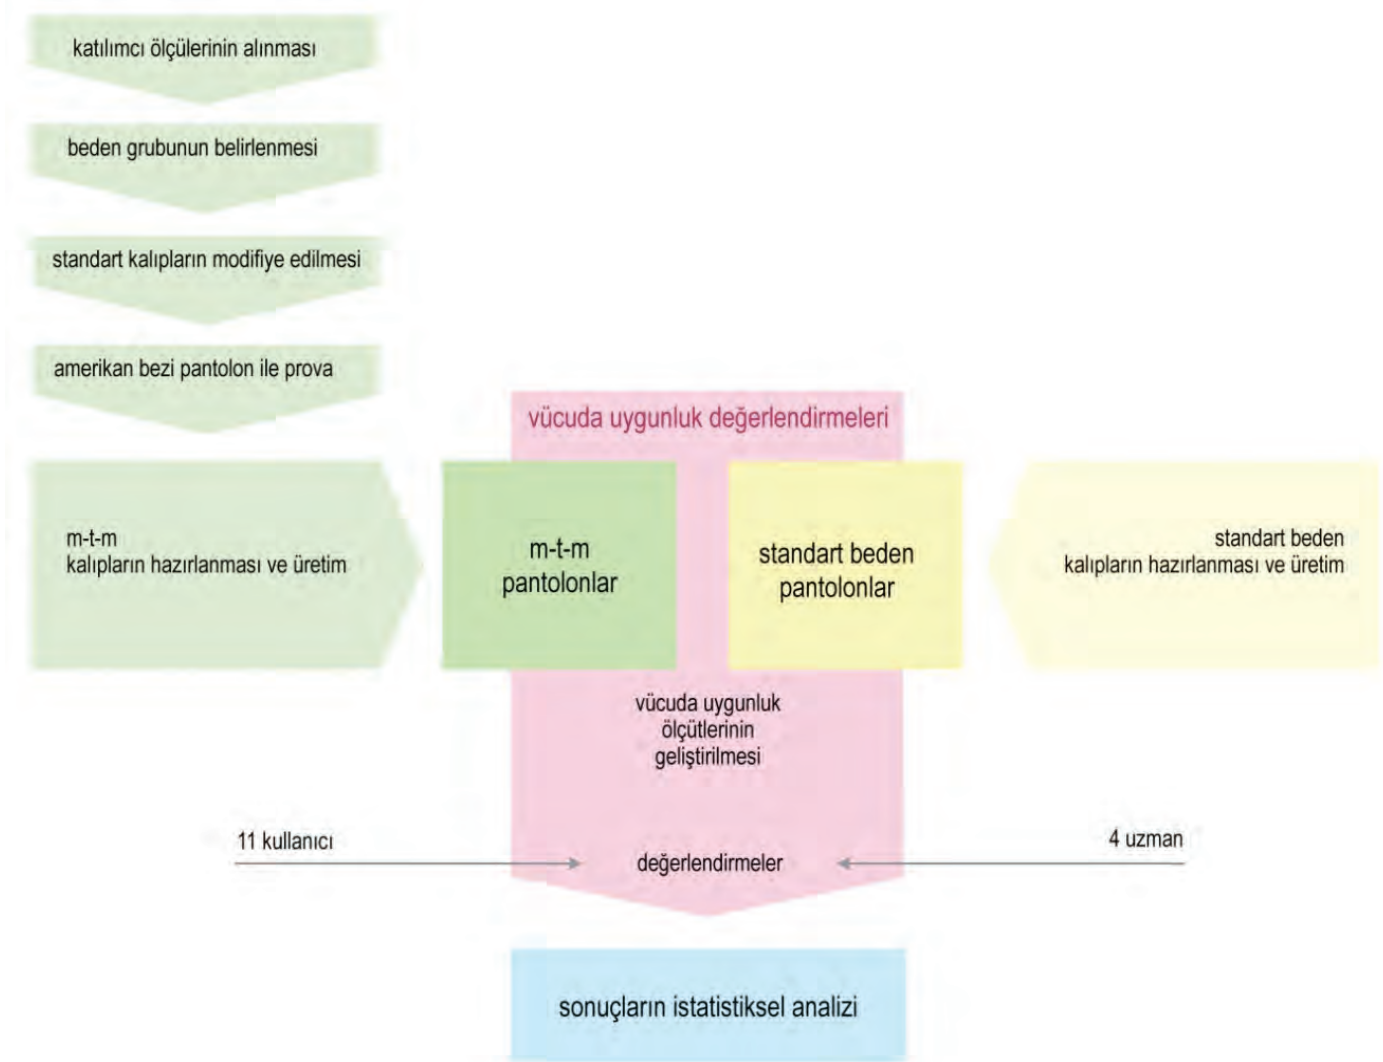 katılımcı ölçülerinin alınması
beden grubunun belirlenmesi
standart kalıpların modifiye edilmesi
amerikan bezi pantolon ile prova
vücuda uygunluk değerlendirmeleri
m-t-m
kalıpların hazırlanması ve üretim
m-t-m
pantolonlar
standart beden
pantolonlar
standart beden
kalıpların hazırlanması ve üretim
vücuda uygunluk
ölçütlerinin
geliştirilmesi
11 kullanıcı
değerlendirmeler
4 uzman
sonuçların istatistiksel analizi